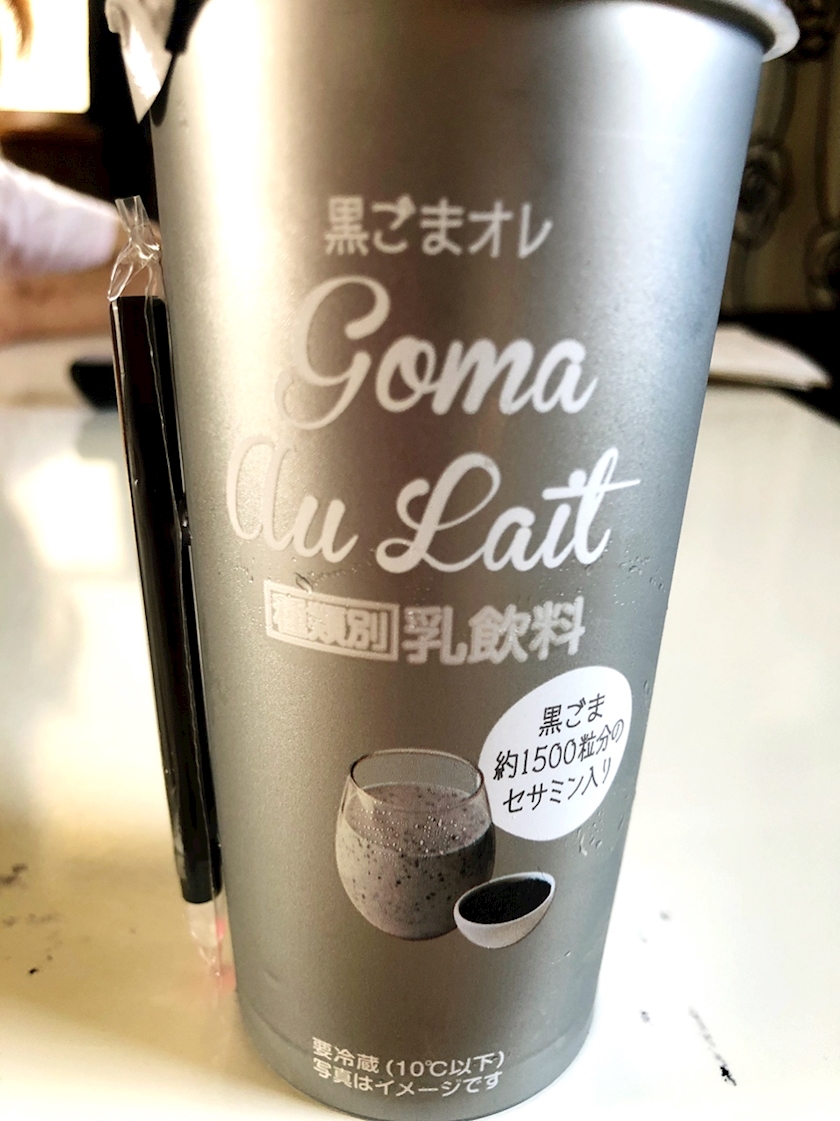 黒ごまオレ
Goma
Au Lait
種類別 乳飲料
黒ごま
約1500粒分の
セサミン入り
要冷蔵(10℃以下)
写真はイメージです